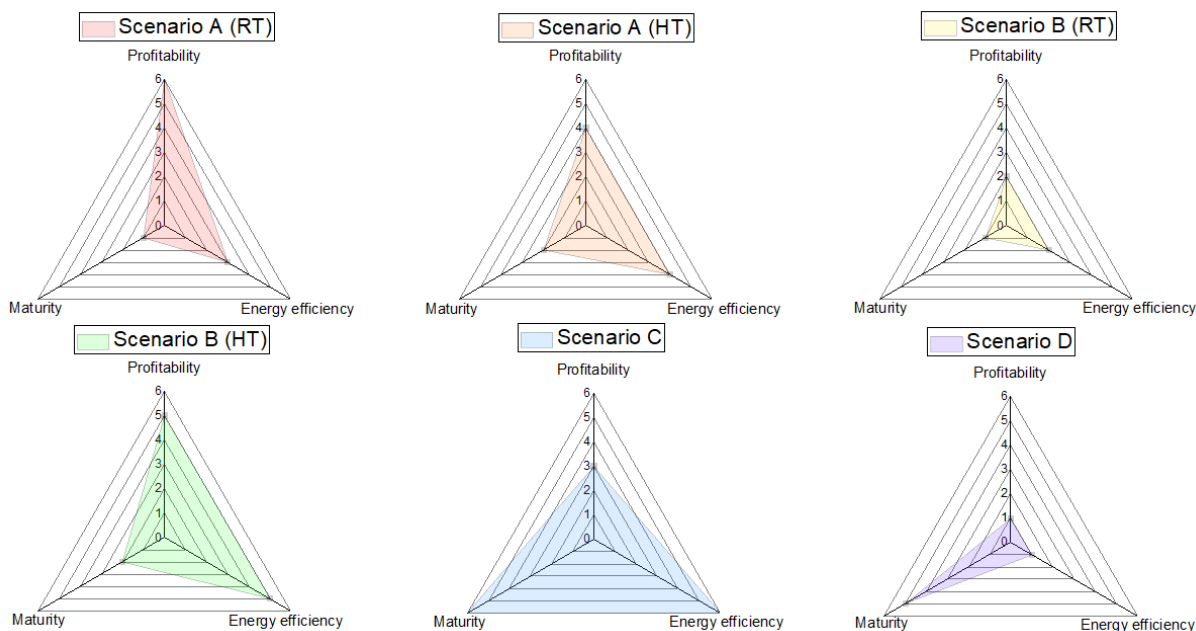 Scenario A (RT)
Profitability
6
5
4
3
2
1
0
Maturity
Energy efficiency
Scenario A (HT)
Profitability
6
5
4
3
2
1
0
Maturity
Energy efficiency
Scenario B (RT)
Profitability
6
5
4
3
2
1
0
Maturity
Energy efficiency
Scenario B (HT)
Profitability
6
5
4
3
2
1
0
Maturity
Energy efficiency
Scenario C
Profitability
6
5
4
3
2
1
0
Maturity
Energy efficiency
Scenario D
Profitability
6
5
4
3
2
1
0
Maturity
Energy efficiency